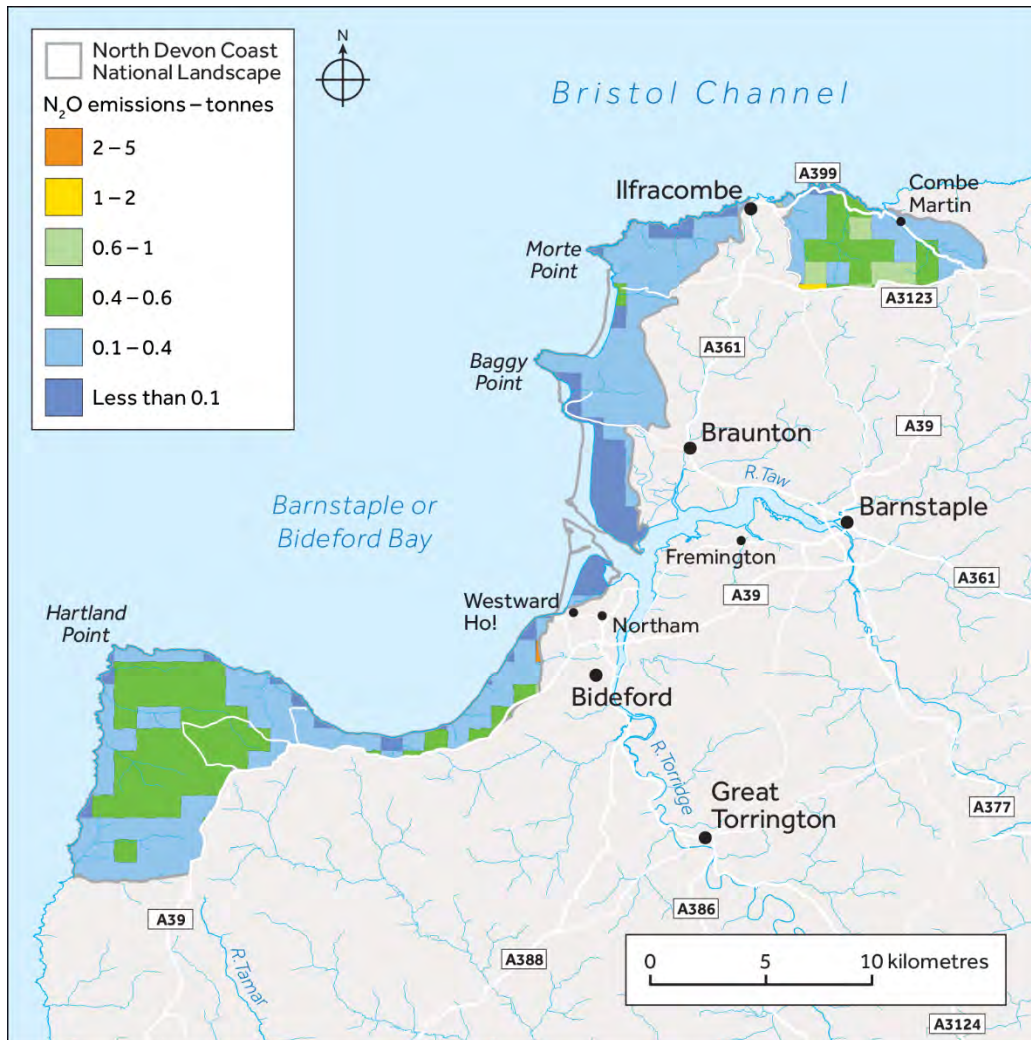 North Devon Coast
National Landscape
N₂O emissions – tonnes
2 – 5
1 – 2
0.6 – 1
0.4 – 0.6
0.1 – 0.4
Less than 0.1
N
Bristol Channel
A399
Ilfracombe
Combe
Martin
Morte
Point
A3123
Baggy
Point
A361
A39
Braunton
R.Taw
Barnstaple or
Bideford Bay
Barnstaple
Fremington
A361
A39
Westward
Ho!
Northam
Hartland
Point
Bideford
R.Torridge
Great
Torrington
A377
A39
R.Tamar
A386
A388
0 5 10 kilometres
A3124